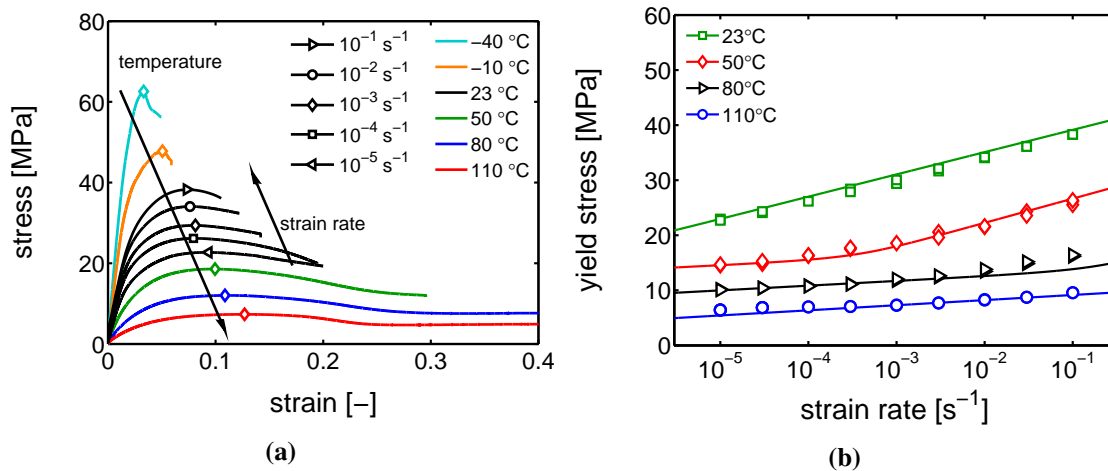 stress [MPa]
80
60
40
20
0
temperature
strain rate
10⁻¹ s⁻¹
10⁻² s⁻¹
10⁻³ s⁻¹
10⁻⁴ s⁻¹
10⁻⁵ s⁻¹
−40 °C
−10 °C
23 °C
50 °C
80 °C
110 °C
0 0.1 0.2 0.3 0.4
strain [−]
(a)
yield stress [MPa]
60
50
40
30
20
10
0
23°C
50°C
80°C
110°C
10⁻⁵ 10⁻⁴ 10⁻³ 10⁻² 10⁻¹
strain rate [s⁻¹]
(b)